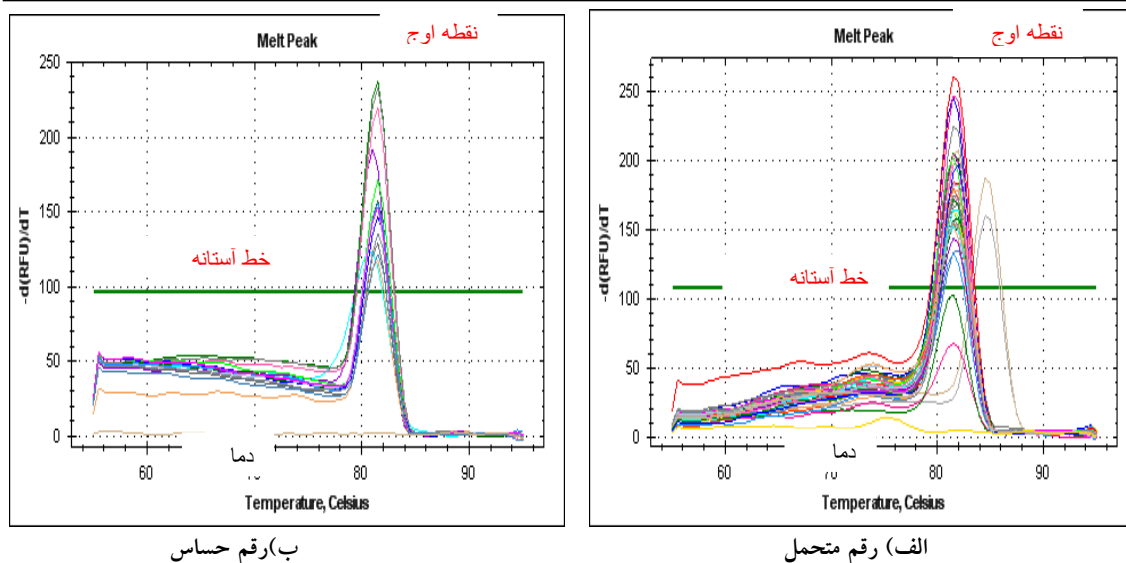 نقطه اوج
Melt Peak
250
200
150
100
50
0
-d(RFU)/dT
خط آستانه
دما
60
80
90
Temperature, Celsius
ب)رقم حساس
نقطه اوج
Melt Peak
250
200
150
100
50
0
-d(RFU)/dT
خط آستانه
دما
60
80
90
Temperature, Celsius
الف) رقم متحمل